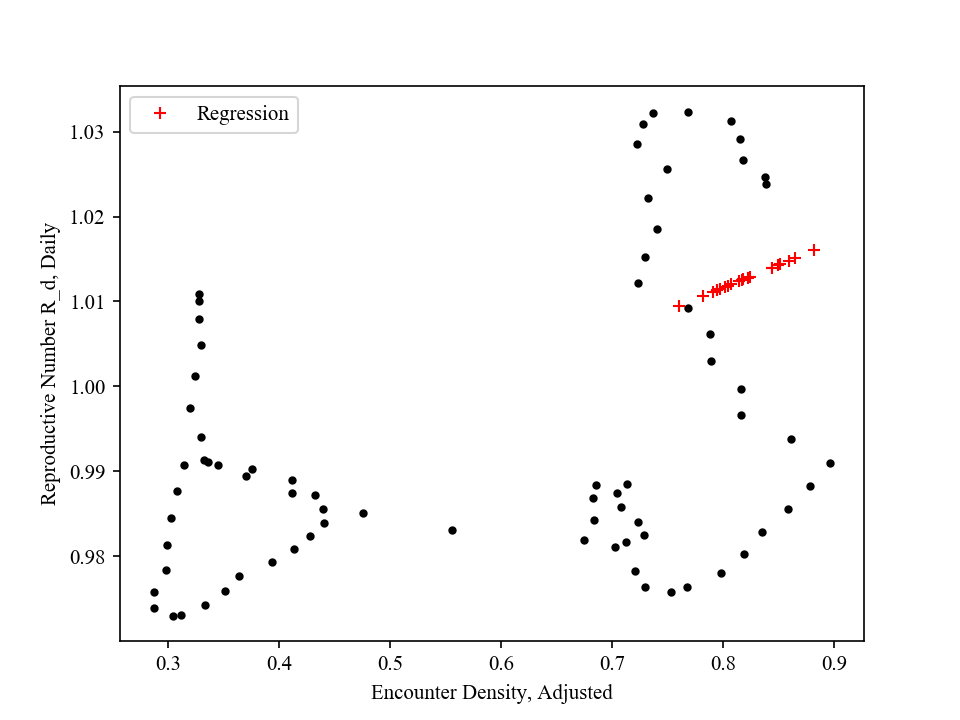 Regression
1.03
1.02
1.01
1.00
0.99
0.98
Reproductive Number R_d, Daily
0.3 0.4 0.5 0.6 0.7 0.8 0.9
Encounter Density, Adjusted